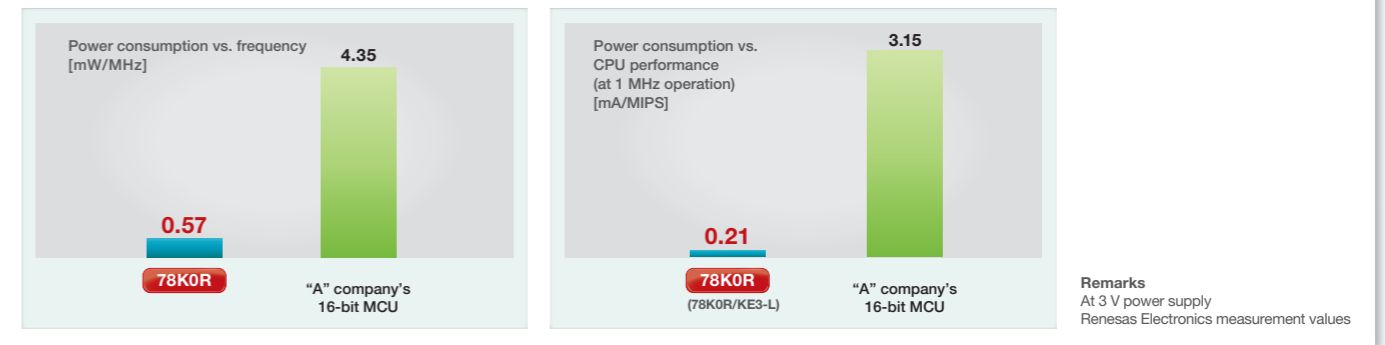 Power consumption vs. frequency
[mW/MHz]
4.35
0.57
78K0R
“A” company’s
16-bit MCU
Power consumption vs.
CPU performance
(at 1 MHz operation)
[mA/MIPS]
3.15
0.21
78K0R
(78K0R/KE3-L)
“A” company’s
16-bit MCU
Remarks
At 3 V power supply
Renesas Electronics measurement values